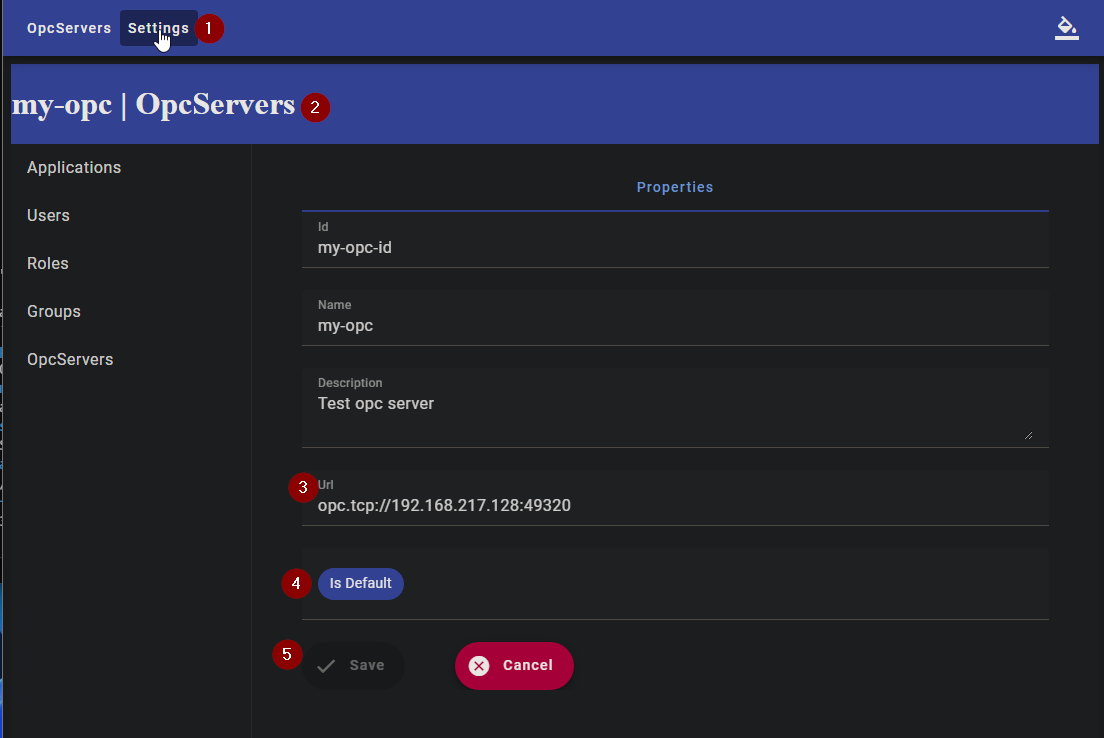 OpcServers Settings 1
my-opc | OpcServers 2
Applications
Users
Roles
Groups
OpcServers
Properties
Id
my-opc-id
Name
my-opc
Description
Test opc server
3 Url
opc.tcp://192.168.217.128:49320
4 Is Default
5 Save Cancel